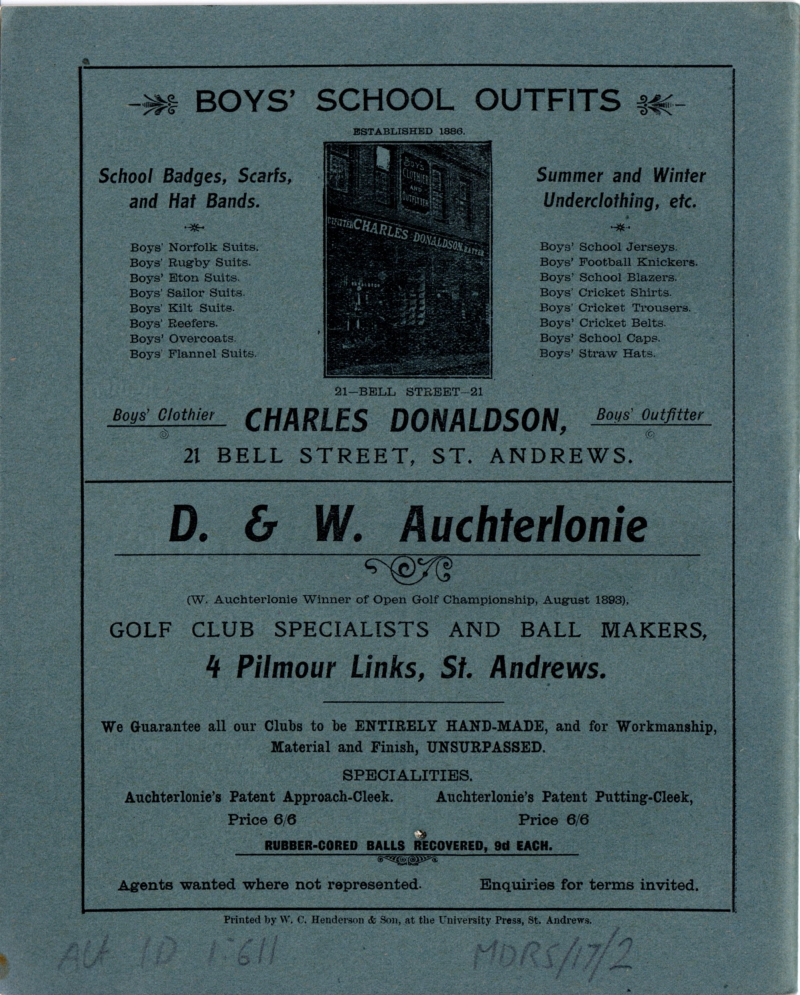 BOYS' SCHOOL OUTFITS
ESTABLISHED 1886.
School Badges, Scarfs,
and Hat Bands.
Boys' Norfolk Suits.
Boys' Rugby Suits.
Boys' Eton Suits.
Boys' Sailor Suits.
Boys' Kilt Suits.
Boys' Reefers.
Boys' Overcoats.
Boys' Flannel Suits.
BOYS'
CLOTHIER
AND
OUTFITTER
CHARLES DONALDSON
HATTER
Summer and Winter
Underclothing, etc.
Boys' School Jerseys.
Boys' Football Knickers.
Boys' School Blazers.
Boys' Cricket Shirts.
Boys' Cricket Trousers.
Boys' Cricket Belts.
Boys' School Caps.
Boys' Straw Hats.
21—BELL STREET—21
Boys' Clothier CHARLES DONALDSON, Boys' Outfitter
21 BELL STREET, ST. ANDREWS.
D. & W. Auchterlonie
(W. Auchterlonie Winner of Open Golf Championship, August 1893),
GOLF CLUB SPECIALISTS AND BALL MAKERS,
4 Pilmour Links, St. Andrews.
We Guarantee all our Clubs to be ENTIRELY HAND-MADE, and for Workmanship,
Material and Finish, UNSURPASSED.
SPECIALITIES.
Auchterlonie's Patent Approach-Cleek. Auchterlonie's Patent Putting-Cleek,
Price 6/6 Price 6/6
RUBBER-CORED BALLS RECOVERED, 9d EACH.
Agents wanted where not represented. Enquiries for terms invited.
Printed by W. C. Henderson & Son, at the University Press, St. Andrews.
MDRS/17/2